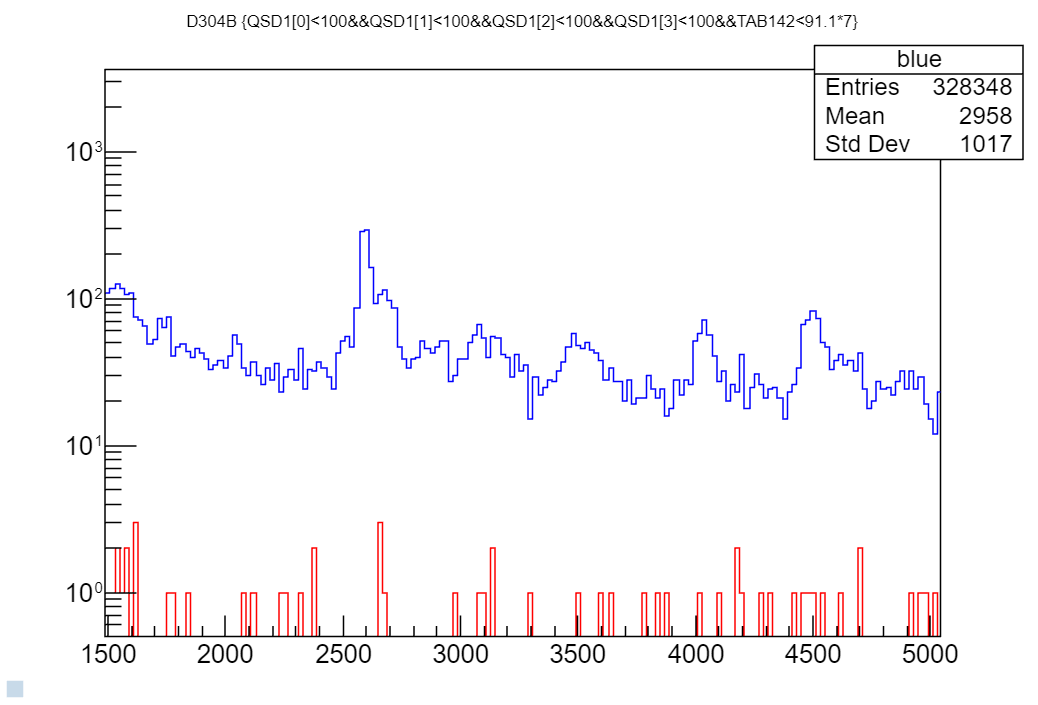 D304B {QSD1[0]<100&&QSD1[1]<100&&QSD1[2]<100&&QSD1[3]<100&&TAB142<91.1*7}
blue
Entries 328348
Mean 2958
Std Dev 1017
10³
10²
10¹
10⁰
1500 2000 2500 3000 3500 4000 4500 5000